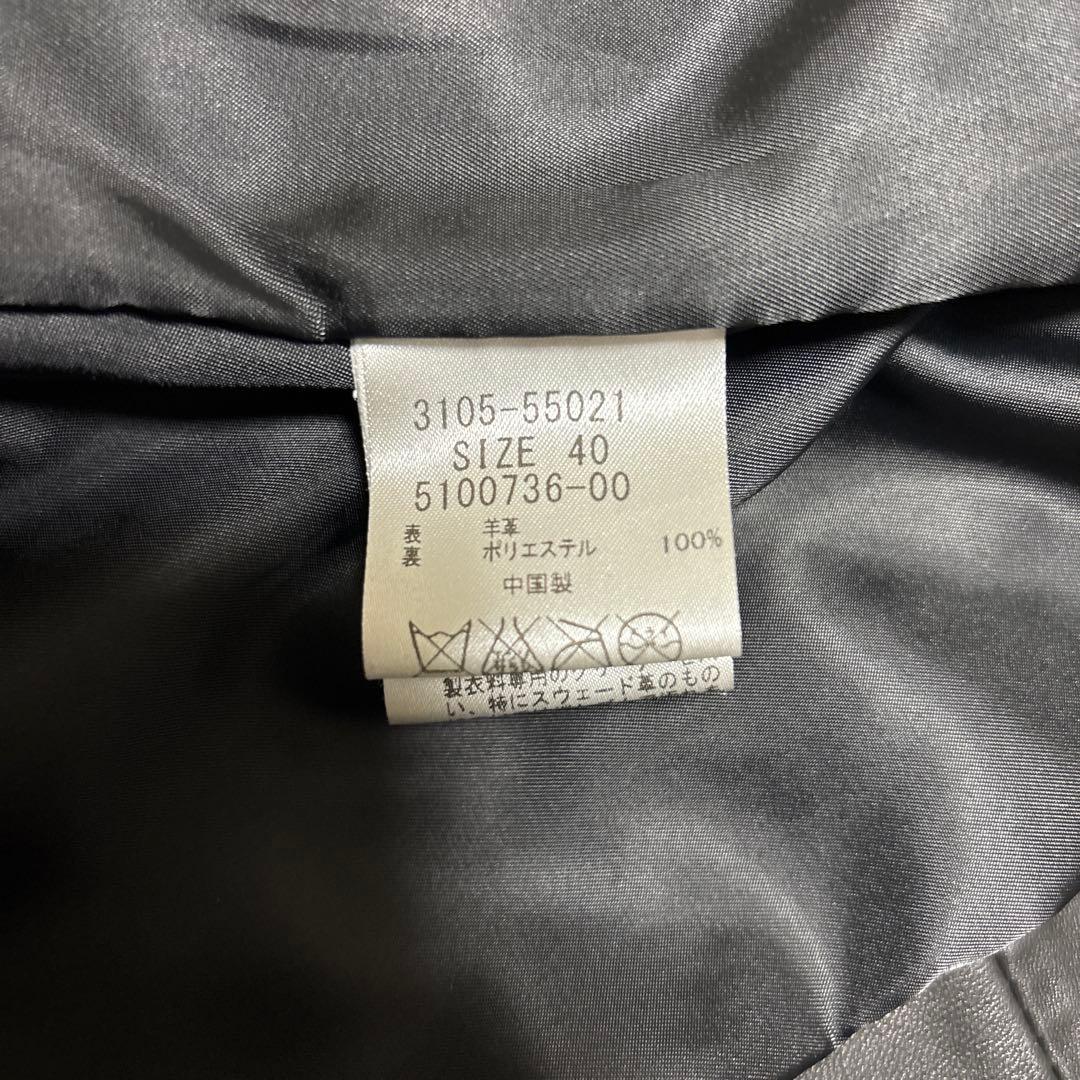 3105-55021
SIZE 40
5100736-00
表 羊革
裏 ポリエステル 100%
中国製
製衣料専用の
い、特にスウェード革のもの